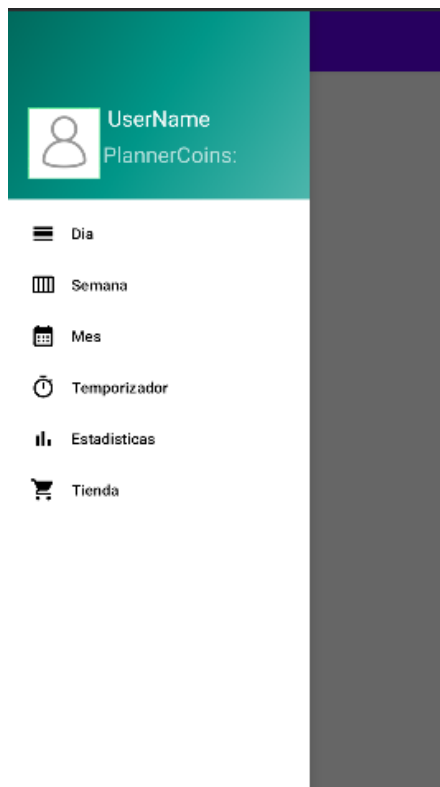 UserName
PlannerCoins:
Dia
Semana
Mes
Temporizador
Estadisticas
Tienda